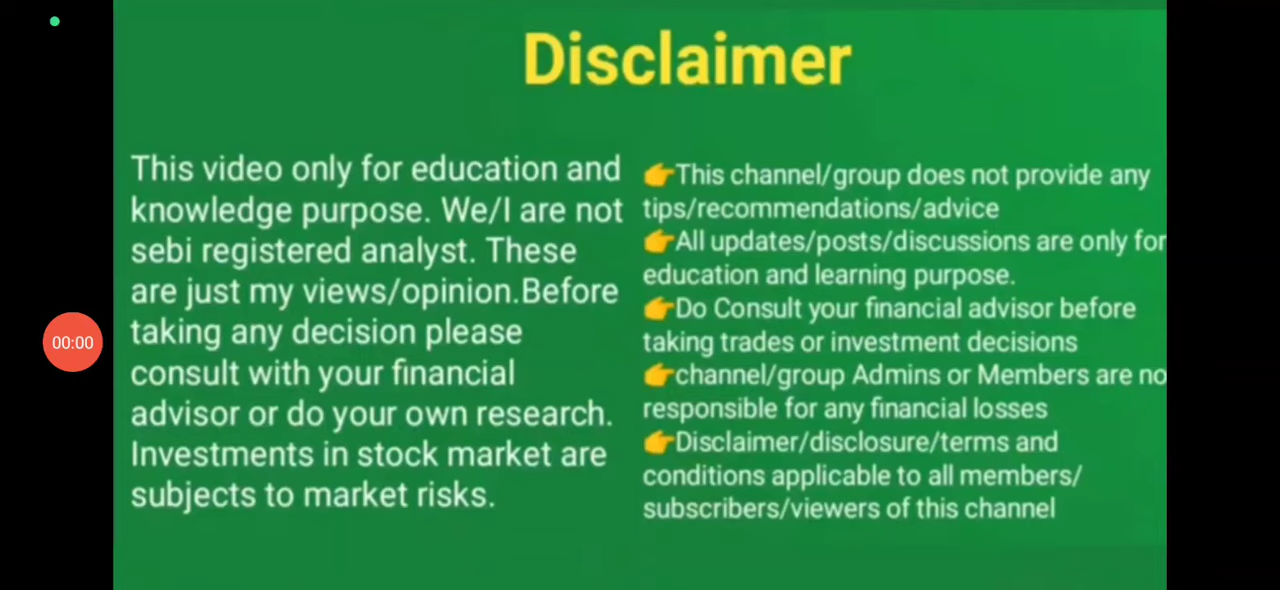 Disclaimer
This video only for education and
knowledge purpose. We/I are not
sebi registered analyst. These
are just my views/opinion.Before
taking any decision please
consult with your financial
advisor or do your own research.
Investments in stock market are
subjects to market risks.
👉This channel/group does not provide any
tips/recommendations/advice
👉All updates/posts/discussions are only for
education and learning purpose.
👉Do Consult your financial advisor before
taking trades or investment decisions
👉channel/group Admins or Members are no
responsible for any financial losses
👉Disclaimer/disclosure/terms and
conditions applicable to all members/
subscribers/viewers of this channel
00:00